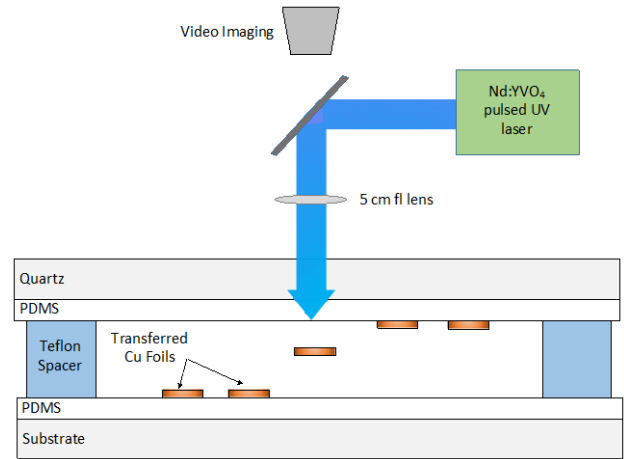 Video Imaging
Nd:YVO₄
pulsed UV
laser
5 cm fl lens
Quartz
PDMS
Teflon
Spacer
Transferred
Cu Foils
PDMS
Substrate